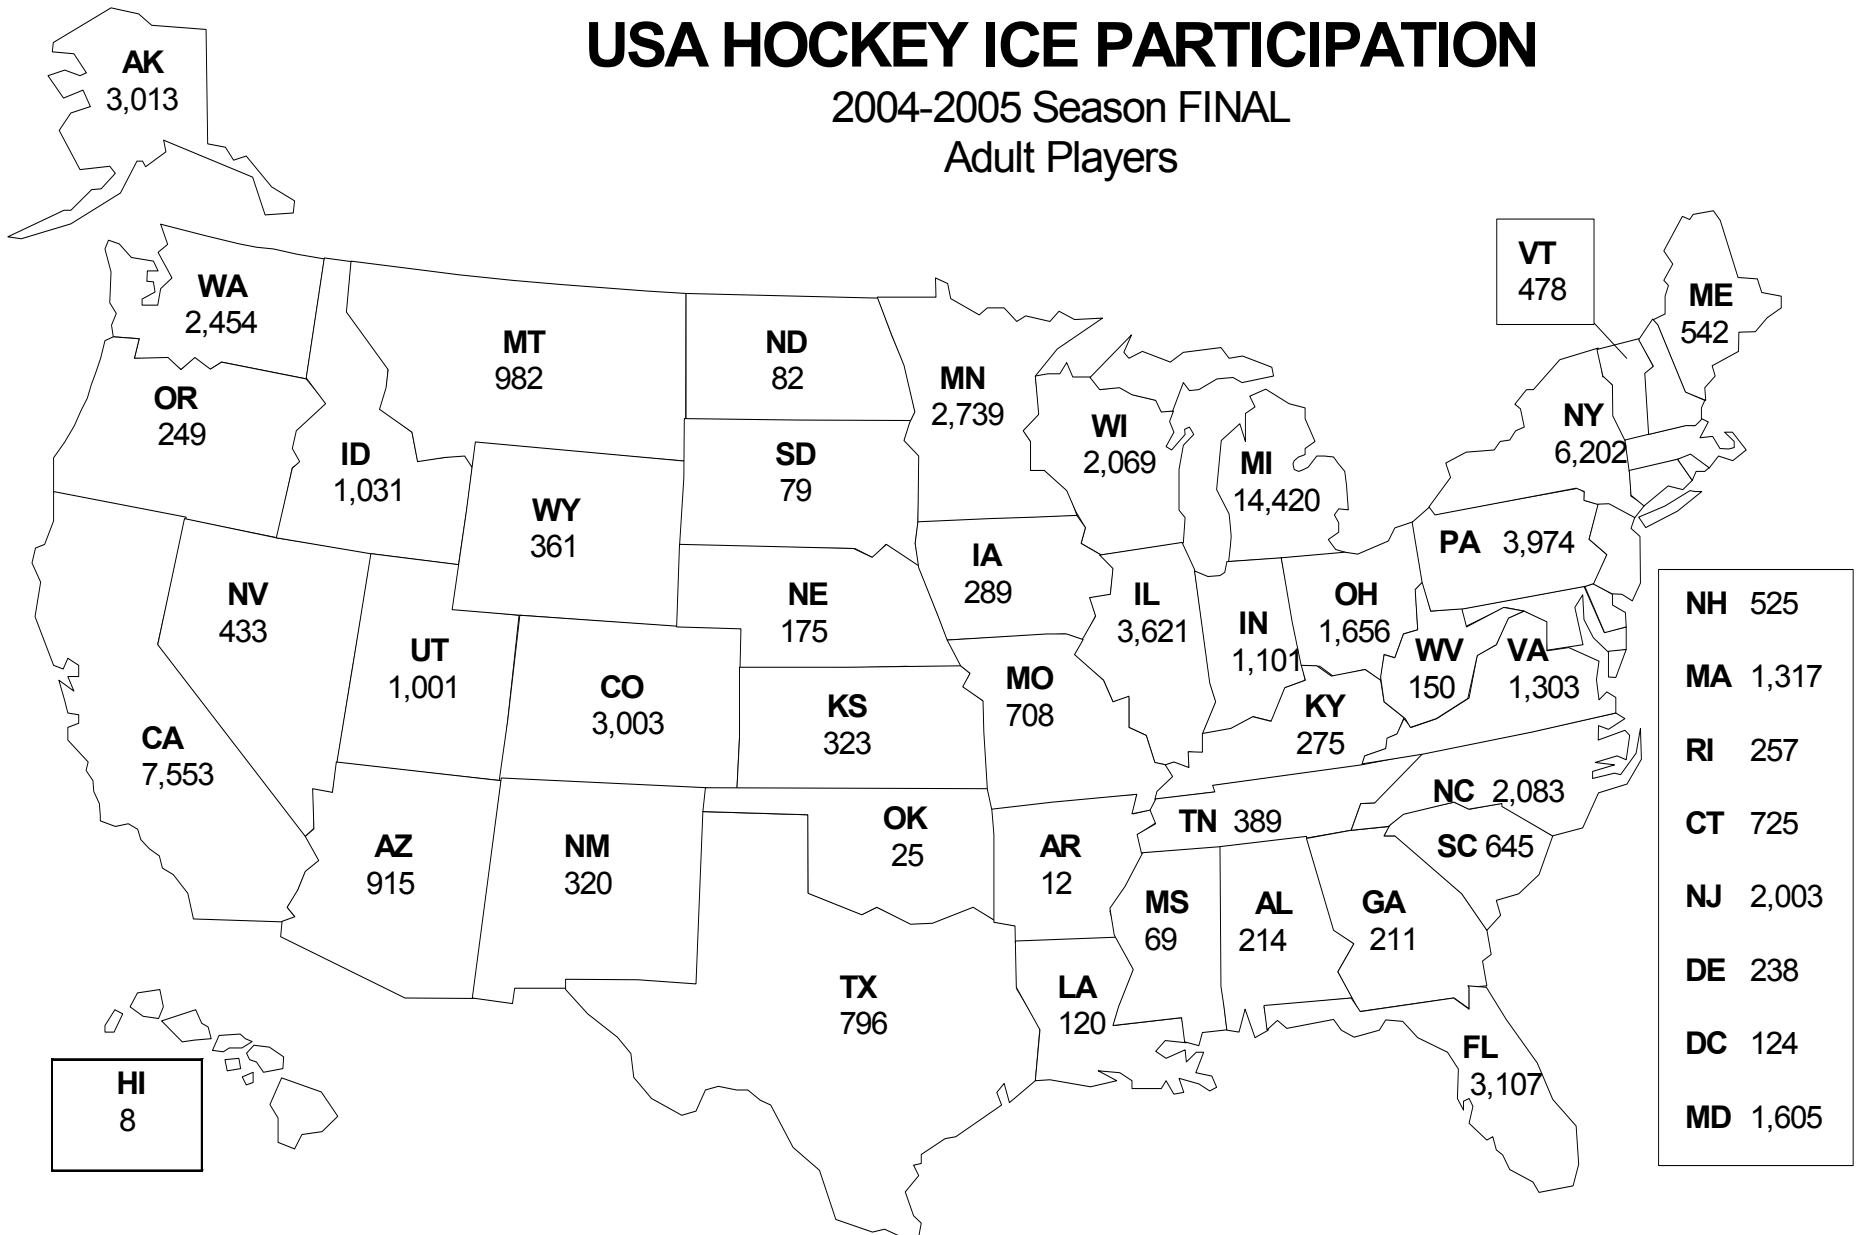 USA HOCKEY ICE PARTICIPATION
2004-2005 Season FINAL
Adult Players
AK
3,013
WA
2,454
OR
249
ID
1,031
MT
982
ND
82
MN
2,739
SD
79
WY
361
WI
2,069
MI
14,420
VT
478
ME
542
NY
6,202
PA 3,974
IA
289
NE
175
NV
433
UT
1,001
CO
3,003
CA
7,553
KS
323
MO
708
IL
3,621
IN
1,101
OH
1,656
WV
150
VA
1,303
KY
275
NC 2,083
TN 389
SC 645
AZ
915
NM
320
OK
25
AR
12
MS
69
AL
214
GA
211
TX
796
LA
120
FL
3,107
HI
8
NH 525
MA 1,317
RI 257
CT 725
NJ 2,003
DE 238
DC 124
MD 1,605